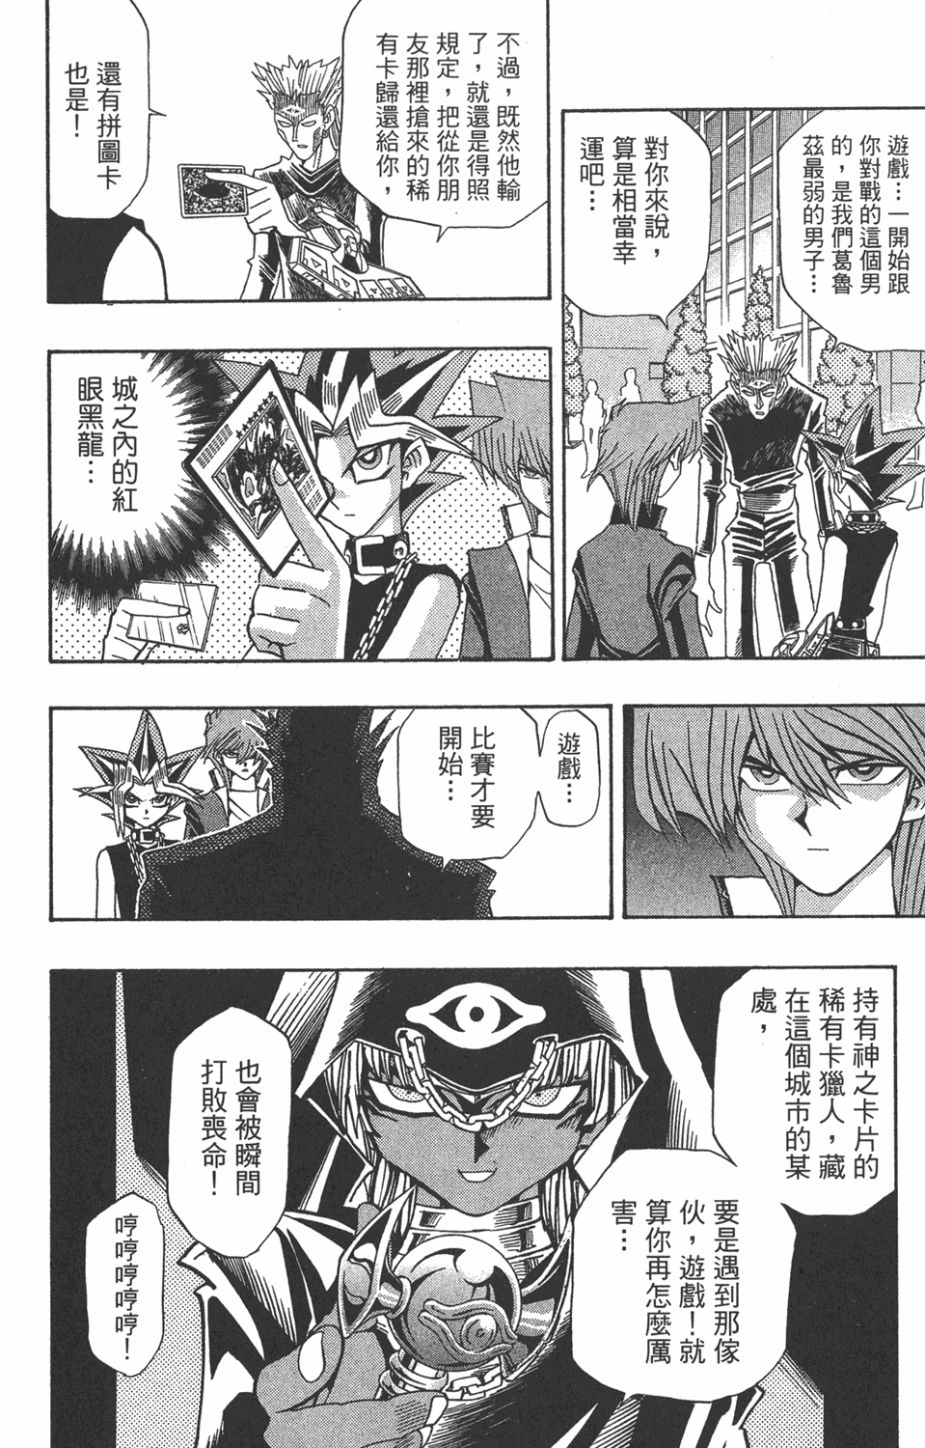 遊戲…一開始跟
你對戰的這個男
的，是我們葛魯
茲最弱的男子…
對你來說，
算是相當幸
運吧…
不過，既然他輸
了，就還是得照
規定，把從你朋
友那裡搶來的稀
有卡歸還給你，
還有拼圖卡
也是！
城之內的紅
眼黑龍…
遊戲…
比賽才要
開始…
持有神之卡片的
稀有卡獵人，藏
在這個城市的某
處，
要是遇到那傢
伙，遊戲！就
算你再怎麼厲
害…
也會被瞬間
打敗喪命！
哼哼哼哼哼！